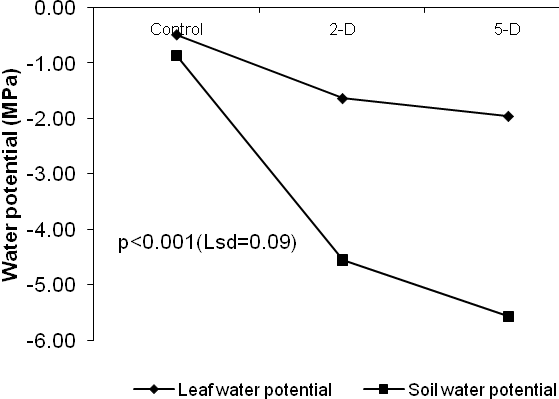 0.00
-1.00
-2.00
-3.00
-4.00
-5.00
-6.00
Water potential (MPa)
Control 2-D 5-D
p<0.001(Lsd=0.09)
Leaf water potential Soil water potential